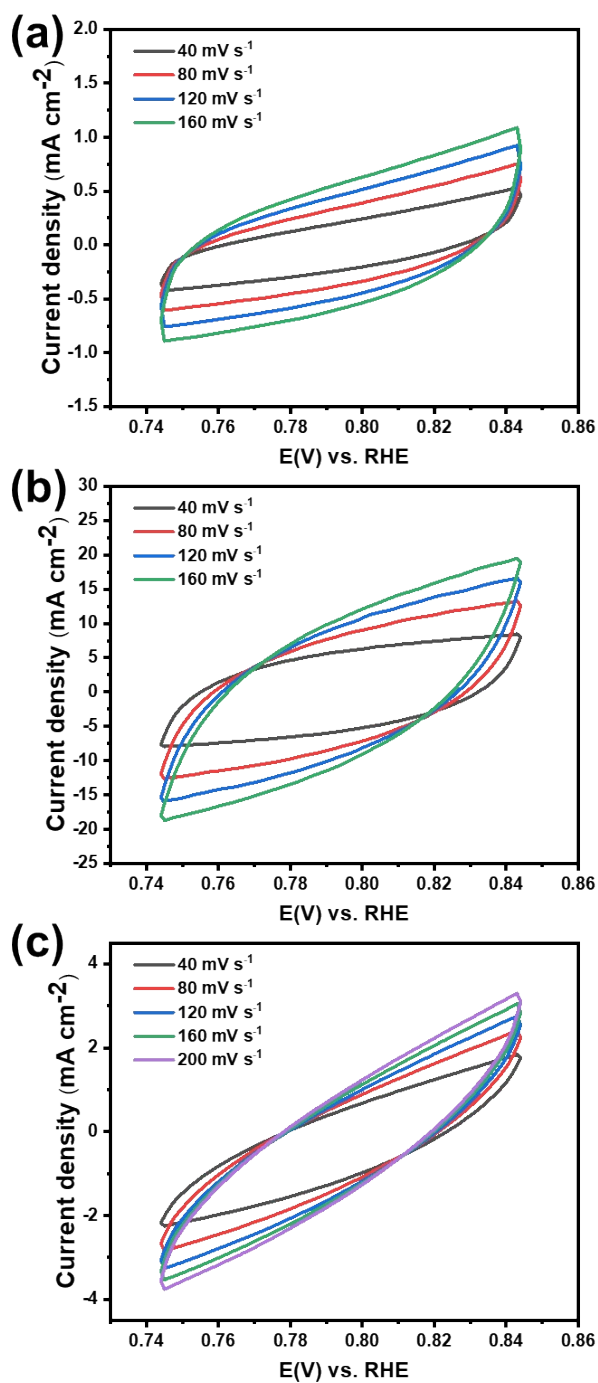 (a)
2.0
1.5
1.0
0.5
0.0
-0.5
-1.0
-1.5
Current density (mA cm-2)
40 mV s-1
80 mV s-1
120 mV s-1
160 mV s-1
0.74 0.76 0.78 0.80 0.82 0.84 0.86
E(V) vs. RHE
(b)
30
25
20
15
10
5
0
-5
-10
-15
-20
-25
Current density (mA cm-2)
40 mV s-1
80 mV s-1
120 mV s-1
160 mV s-1
0.74 0.76 0.78 0.80 0.82 0.84 0.86
E(V) vs. RHE
(c)
4
2
0
-2
-4
Current density (mA cm-2)
40 mV s-1
80 mV s-1
120 mV s-1
160 mV s-1
200 mV s-1
0.74 0.76 0.78 0.80 0.82 0.84 0.86
E(V) vs. RHE